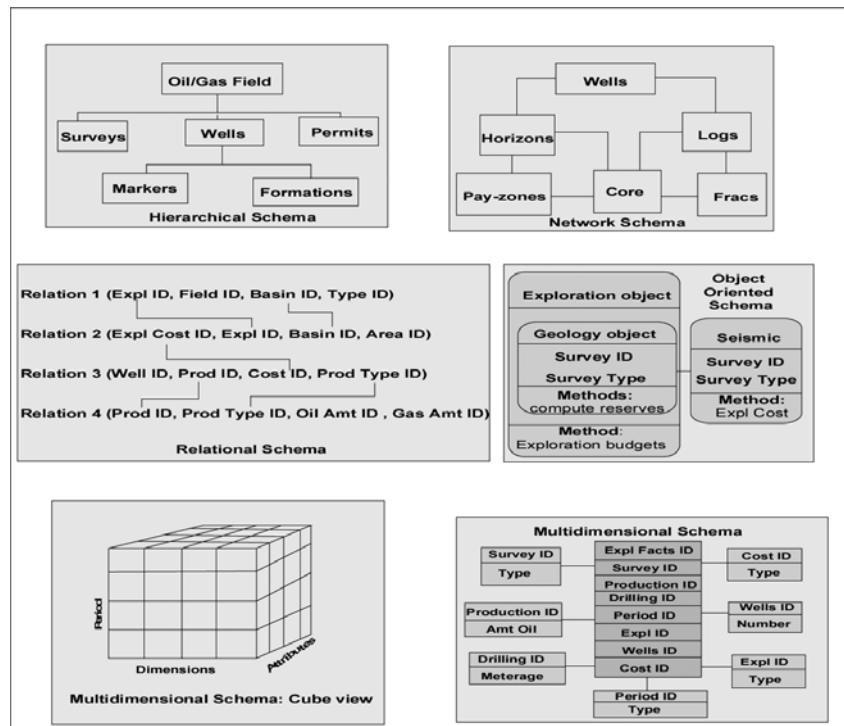 Oil/Gas Field
Surveys
Wells
Permits
Markers
Formations
Hierarchical Schema
Wells
Horizons
Logs
Pay-zones
Core
Fracs
Network Schema
Relation 1 (Expl ID, Field ID, Basin ID, Type ID)
Relation 2 (Expl Cost ID, Expl ID, Basin ID, Area ID)
Relation 3 (Well ID, Prod ID, Cost ID, Prod Type ID)
Relation 4 (Prod ID, Prod Type ID, Oil Amt ID , Gas Amt ID)
Relational Schema
Exploration object
Geology object
Survey ID
Survey Type
Methods:
compute reserves
Method:
Exploration budgets
Object
Oriented
Schema
Seismic
Survey ID
Survey Type
Method:
Expl Cost
Period
Dimensions
Attributes
Multidimensional Schema: Cube view
Multidimensional Schema
Survey ID
Type
Production ID
Amt Oil
Drilling ID
Meterage
Expl Facts ID
Survey ID
Production ID
Drilling ID
Period ID
Expl ID
Wells ID
Cost ID
Period ID
Type
Cost ID
Type
Wells ID
Number
Expl ID
Type